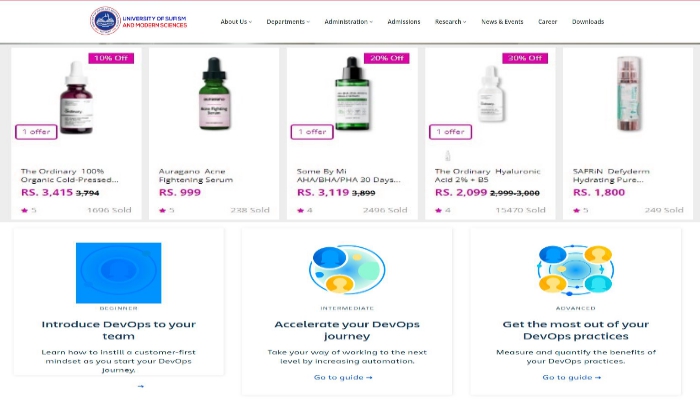 UNIVERSITY OF SUFISM
AND MODERN SCIENCES
About Us
Departments
Administration
Admissions
Research
News & Events
Career
Downloads
10% Off
20% Off
30% Off
1 offer
1 offer
1 offer
The Ordinary 100%
Organic Cold-Pressed...
RS. 3,415 3,794
5 1696 Sold
Auragano Acne
Fightening Serum
RS. 999
5 238 Sold
Some By Mi
AHA/BHA/PHA 30 Days...
RS. 3,119 3,899
4 2496 Sold
The Ordinary Hyaluronic
Acid 2% + B5
RS. 2,099 2,999-3,000
4 15470 Sold
SAFRiN Defyderm
Hydrating Pure...
RS. 1,800
5 249 Sold
BEGINNER
Introduce DevOps to your
team
Learn how to instill a customer-first
mindset as you start your DevOps
journey.
→
INTERMEDIATE
Accelerate your DevOps
journey
Take your way of working to the next
level by increasing automation.
Go to guide →
ADVANCED
Get the most out of your
DevOps practices
Measure and quantify the benefits
of your DevOps practices.
Go to guide →